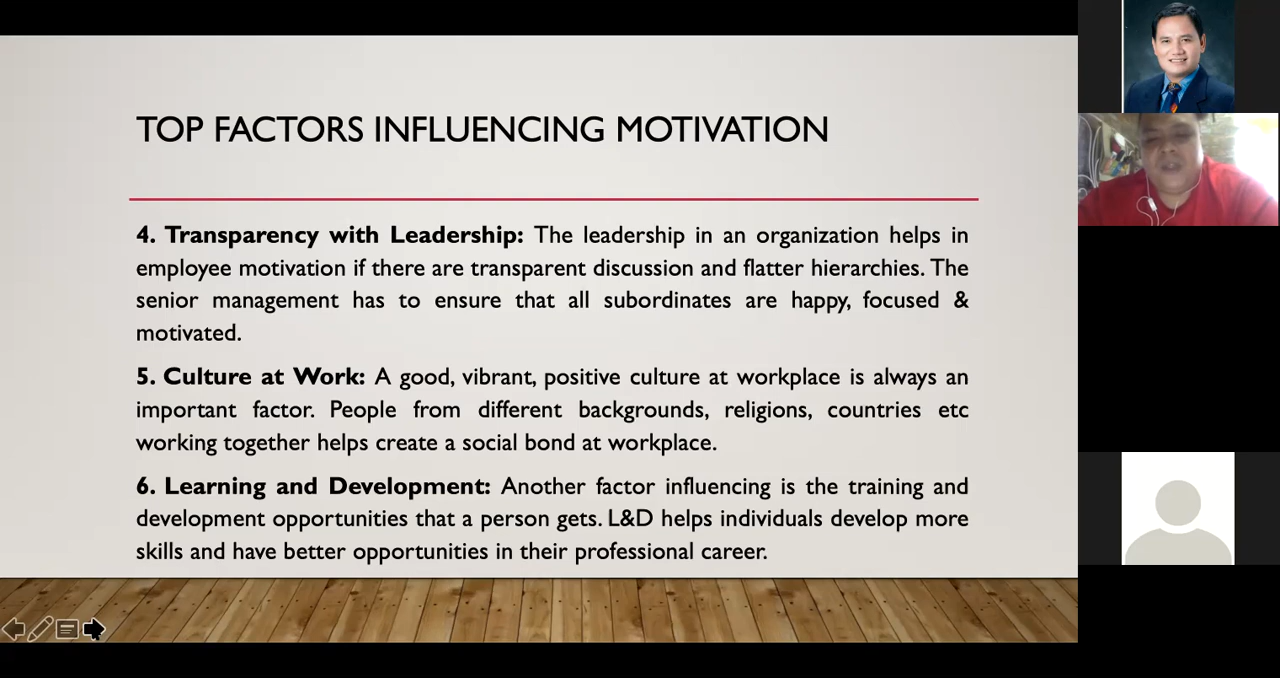 TOP FACTORS INFLUENCING MOTIVATION
4. Transparency with Leadership: The leadership in an organization helps in
employee motivation if there are transparent discussion and flatter hierarchies. The
senior management has to ensure that all subordinates are happy, focused &
motivated.
5. Culture at Work: A good, vibrant, positive culture at workplace is always an
important factor. People from different backgrounds, religions, countries etc
working together helps create a social bond at workplace.
6. Learning and Development: Another factor influencing is the training and
development opportunities that a person gets. L&D helps individuals develop more
skills and have better opportunities in their professional career.